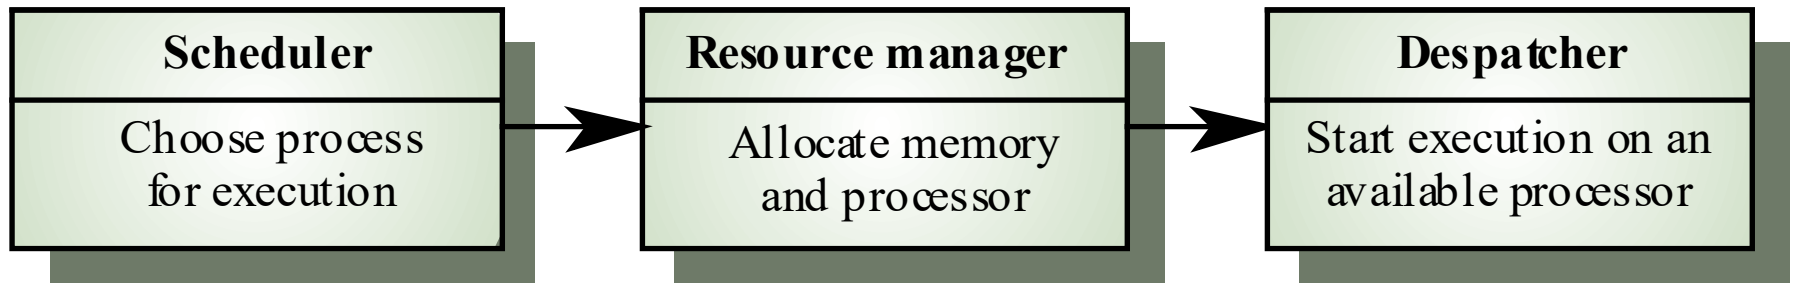 Scheduler
Choose process
for execution
Resource manager
Allocate memory
and processor
Despatcher
Start execution on an
available processor